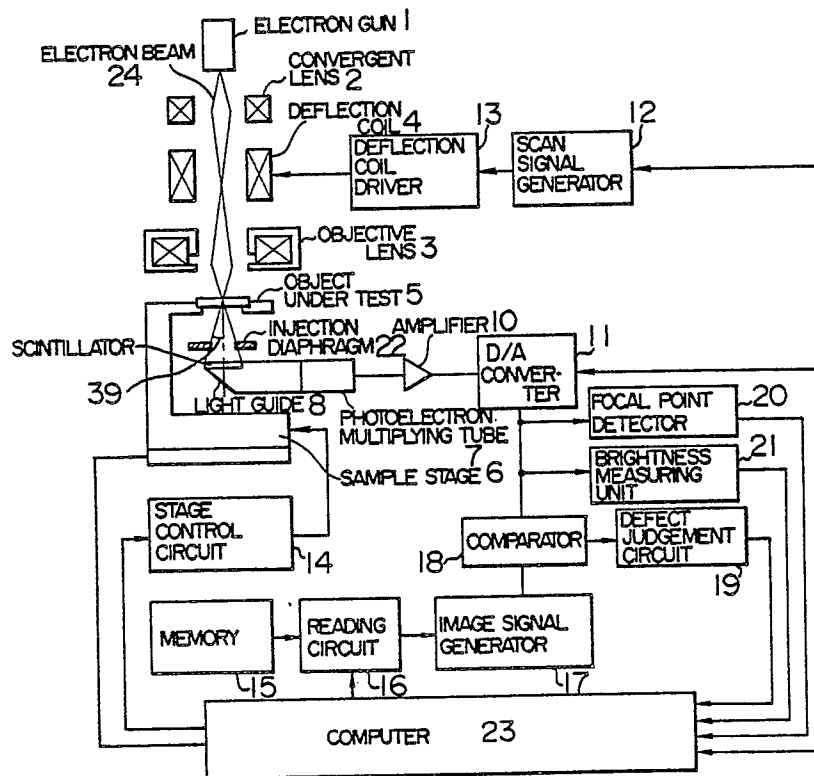 ELECTRON GUN 1
ELECTRON BEAM
24
CONVERGENT
LENS 2
DEFLECTION
COIL 4
13
DEFLECTION
COIL
DRIVER
12
SCAN
SIGNAL
GENERATOR
OBJECTIVE
LENS 3
OBJECT
UNDER TEST 5
INJECTION
DIAPHRAGM 22
AMPLIFIER 10
11
D/A
CONVER-
TER
SCINTILLATOR
39
LIGHT GUIDE 8
PHOTOELECTRON
MULTIPLYING TUBE
7
FOCAL POINT
DETECTOR
20
SAMPLE STAGE 6
BRIGHTNESS
MEASURING
UNIT
21
STAGE
CONTROL
CIRCUIT
14
18
COMPARATOR
DEFECT
JUDGEMENT
CIRCUIT
19
MEMORY
15
READING
CIRCUIT
16
IMAGE SIGNAL
GENERATOR
17
COMPUTER 23